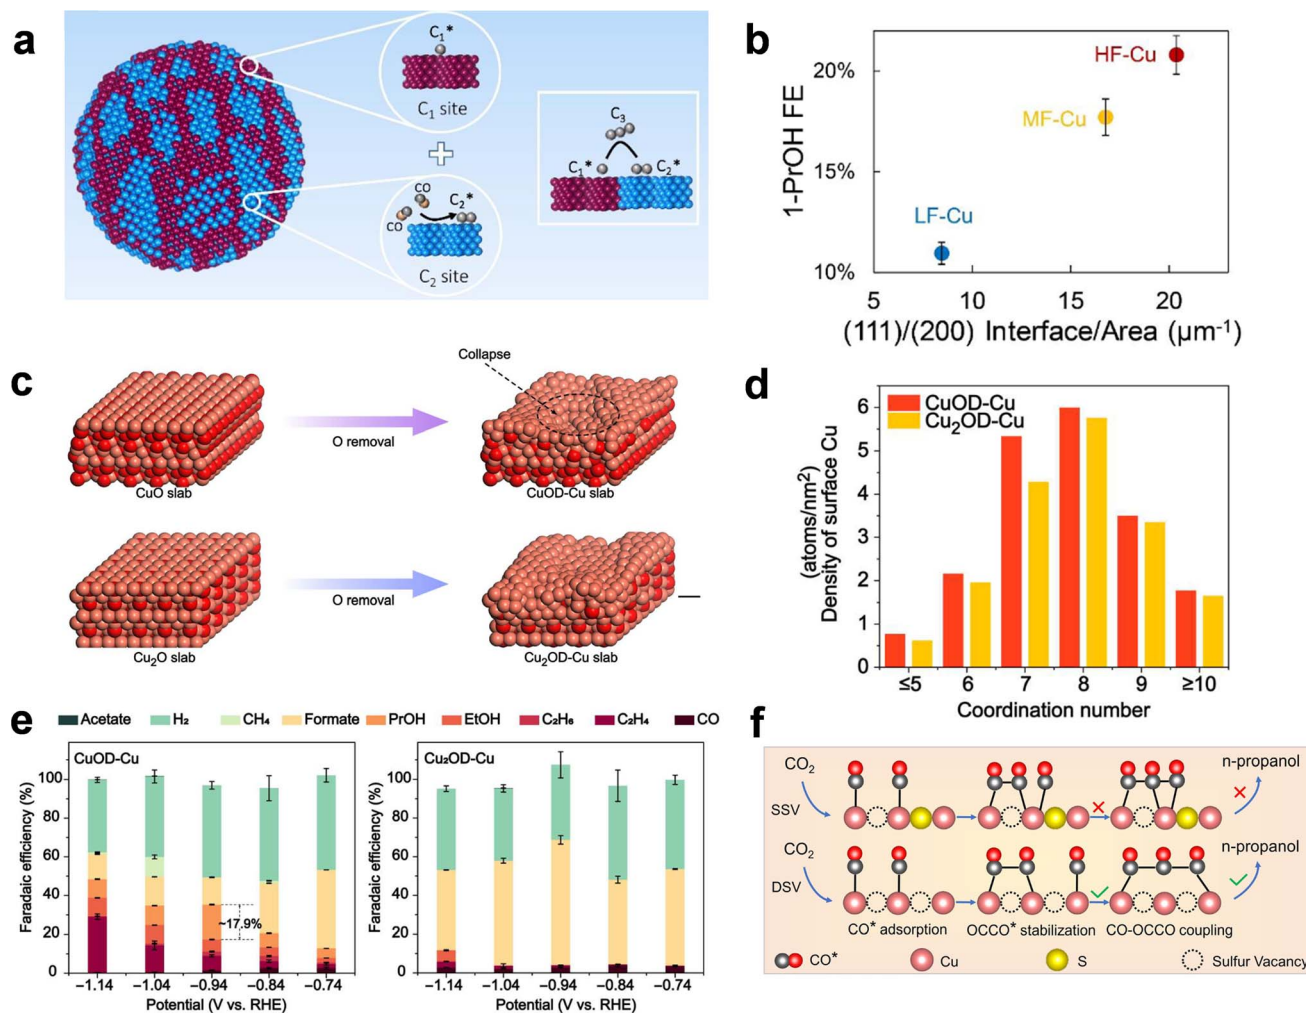 a
C₁*
C₁ site
CO
CO
C₂*
C₂ site
C₃
C₁*
C₂*
b
1-PrOH FE
20%
15%
10%
HF-Cu
MF-Cu
LF-Cu
5
10
15
20
(111)/(200) Interface/Area (μm⁻¹)
c
Collapse
O removal
CuO slab
CuOD-Cu slab
O removal
Cu₂O slab
Cu₂OD-Cu slab
d
(atoms/nm²)
Density of surface Cu
6
5
4
3
2
1
0
CuOD-Cu
Cu₂OD-Cu
≤5
6
7
8
9
≥10
Coordination number
e
Acetate H₂ CH₄ Formate PrOH EtOH C₂H₆ C₂H₄ CO
Faradaic efficiency (%)
CuOD-Cu
100
80
60
40
20
0
~17.9%
−1.14 −1.04 −0.94 −0.84 −0.74
Potential (V vs. RHE)
Faradaic efficiency (%)
Cu₂OD-Cu
100
80
60
40
20
0
−1.14 −1.04 −0.94 −0.84 −0.74
Potential (V vs. RHE)
f
CO₂
SSV
n-propanol
CO₂
DSV
n-propanol
CO* adsorption
OCCO* stabilization
CO-OCCO coupling
CO*
Cu
S
Sulfur Vacancy